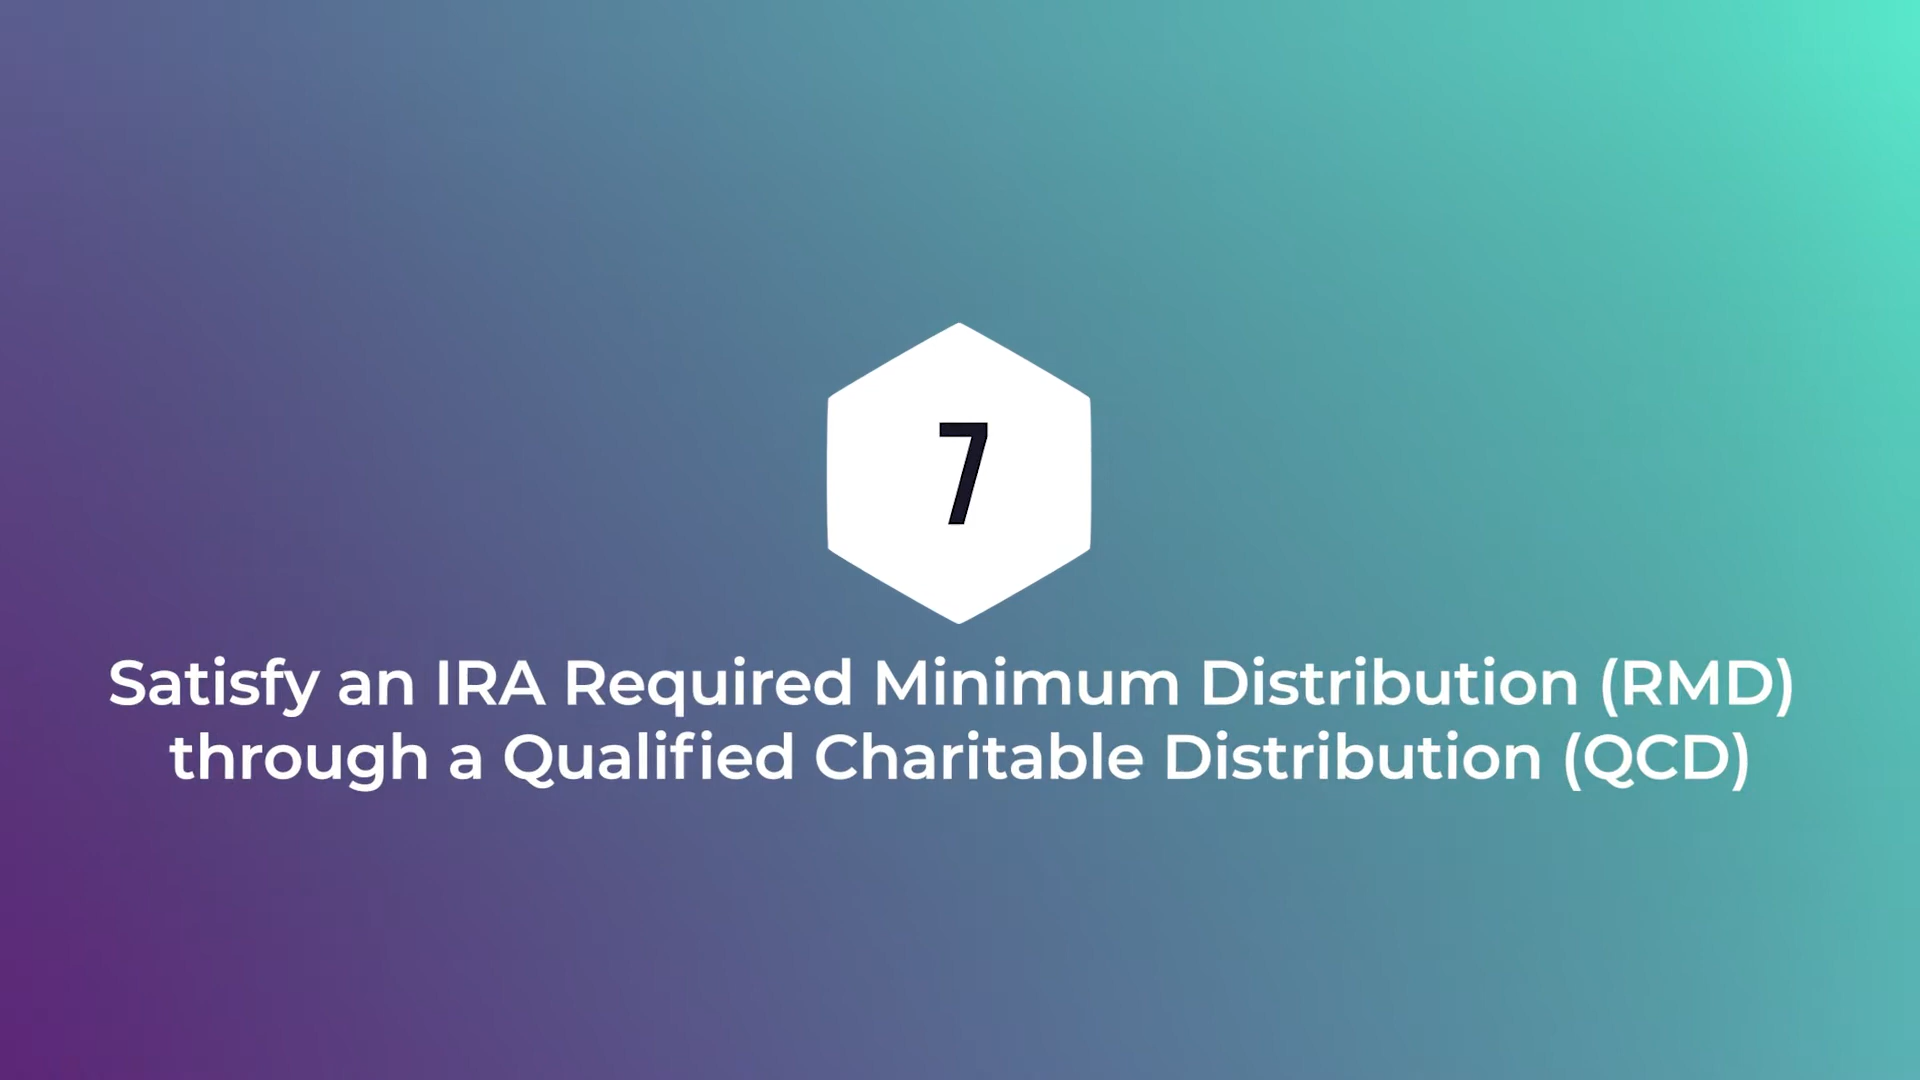 7
Satisfy an IRA Required Minimum Distribution (RMD)
through a Qualified Charitable Distribution (QCD)